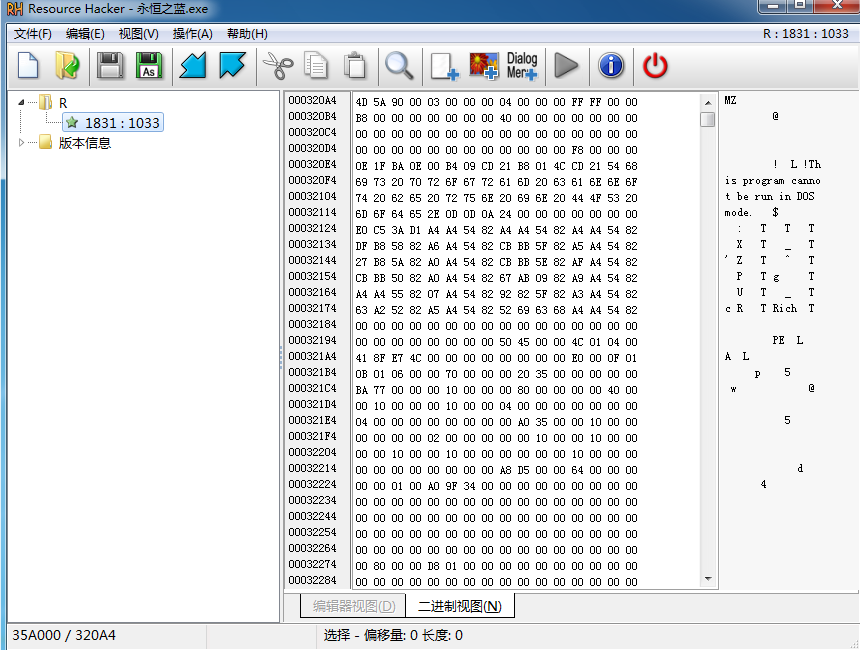 Resource Hacker - 永恒之蓝.exe
文件(F) 编辑(E) 视图(V) 操作(A) 帮助(H) R : 1831 : 1033
As Dialog Mer
R
1831 : 1033
版本信息
000320A4 4D 5A 90 00 03 00 00 00 04 00 00 00 FF FF 00 00 MZ
000320B4 B8 00 00 00 00 00 00 00 40 00 00 00 00 00 00 00 @
000320C4 00 00 00 00 00 00 00 00 00 00 00 00 00 00 00 00
000320D4 00 00 00 00 00 00 00 00 00 00 00 00 F8 00 00 00
000320E4 0E 1F BA 0E 00 B4 09 CD 21 B8 01 4C CD 21 54 68 ! L !Th
000320F4 69 73 20 70 72 6F 67 72 61 6D 20 63 61 6E 6E 6F is program canno
00032104 74 20 62 65 20 72 75 6E 20 69 6E 20 44 4F 53 20 t be run in DOS
00032114 6D 6F 64 65 2E 0D 0D 0A 24 00 00 00 00 00 00 00 mode. $
00032124 E0 C5 3A D1 A4 A4 54 82 A4 A4 54 82 A4 A4 54 82 : T T T
00032134 DF B8 58 82 A6 A4 54 82 CB BB 5F 82 A5 A4 54 82 X T _ T
00032144 27 B8 5A 82 A0 A4 54 82 CB BB 5E 82 AF A4 54 82 ' Z T ^ T
00032154 CB BB 50 82 A0 A4 54 82 67 AB 09 82 A9 A4 54 82 P T g T
00032164 A4 A4 55 82 07 A4 54 82 92 82 5F 82 A3 A4 54 82 U T _ T
00032174 63 A2 52 82 A5 A4 54 82 52 69 63 68 A4 A4 54 82 c R T Rich T
00032184 00 00 00 00 00 00 00 00 00 00 00 00 00 00 00 00
00032194 00 00 00 00 00 00 00 00 50 45 00 00 4C 01 04 00 PE L
000321A4 41 8F E7 4C 00 00 00 00 00 00 00 00 E0 00 0F 01 A L
000321B4 0B 01 06 00 00 70 00 00 00 20 35 00 00 00 00 00 p 5
000321C4 BA 77 00 00 00 10 00 00 00 80 00 00 00 00 40 00 w @
000321D4 00 10 00 00 00 10 00 00 04 00 00 00 00 00 00 00
000321E4 04 00 00 00 00 00 00 00 00 A0 35 00 00 10 00 00 5
000321F4 00 00 00 00 02 00 00 00 00 00 10 00 00 10 00 00
00032204 00 00 10 00 00 10 00 00 00 00 00 00 10 00 00 00
00032214 00 00 00 00 00 00 00 00 A8 D5 00 00 64 00 00 00 d
00032224 00 00 01 00 A0 9F 34 00 00 00 00 00 00 00 00 00 4
00032234 00 00 00 00 00 00 00 00 00 00 00 00 00 00 00 00
00032244 00 00 00 00 00 00 00 00 00 00 00 00 00 00 00 00
00032254 00 00 00 00 00 00 00 00 00 00 00 00 00 00 00 00
00032264 00 00 00 00 00 00 00 00 00 00 00 00 00 00 00 00
00032274 00 80 00 00 D8 01 00 00 00 00 00 00 00 00 00 00
00032284 00 00 00 00 00 00 00 00 00 00 00 00 00 00 00 00
编辑器视图(D) 二进制视图(N)
35A000 / 320A4 选择 - 偏移量: 0 长度: 0